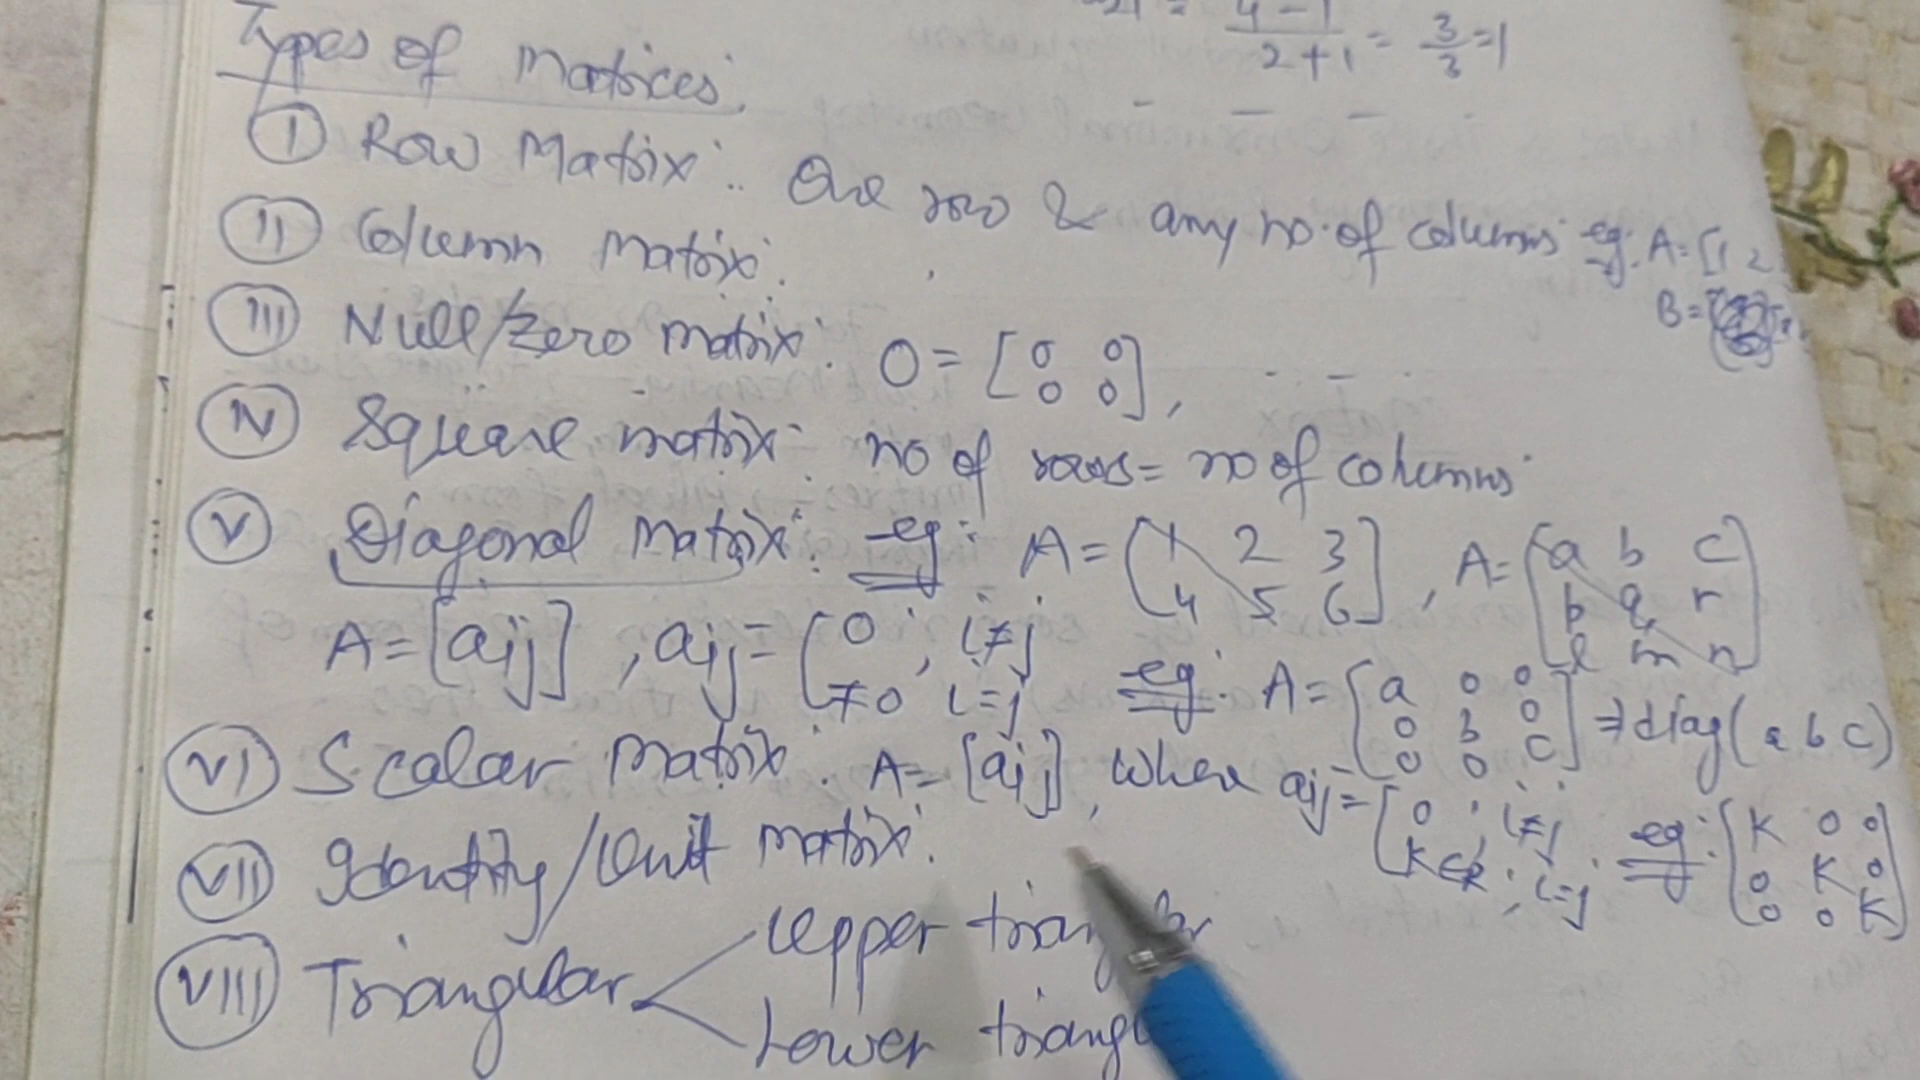 4 - 1 / 2 + 1 = 3/3 = 1
Types of Matrices.
(I) Row Matrix: One row & any no. of columns eg: A = [1 2
(II) Column Matrix: B =
(III) Null/Zero matrix: O = [0 0; 0 0],
(IV) Square matrix: no of rows = no of columns
(V) Diagonal Matrix: eg: A = [1 2 3; 4 5 6], A = [a b c; p q r; l m n]
A = [aij], aij = [0, i≠j; ≠0 i=j eg: A = [a 0 0; 0 b 0; 0 0 c] ⇒ diag(a b c)
(VI) Scalar Matrix: A = [aij], where aij = [0, i≠j; K∈R, i=j. eg: [K 0 0; 0 K 0; 0 0 K]
(VII) Identity/Unit matrix:
(VIII) Triangular < Upper triangular
Lower